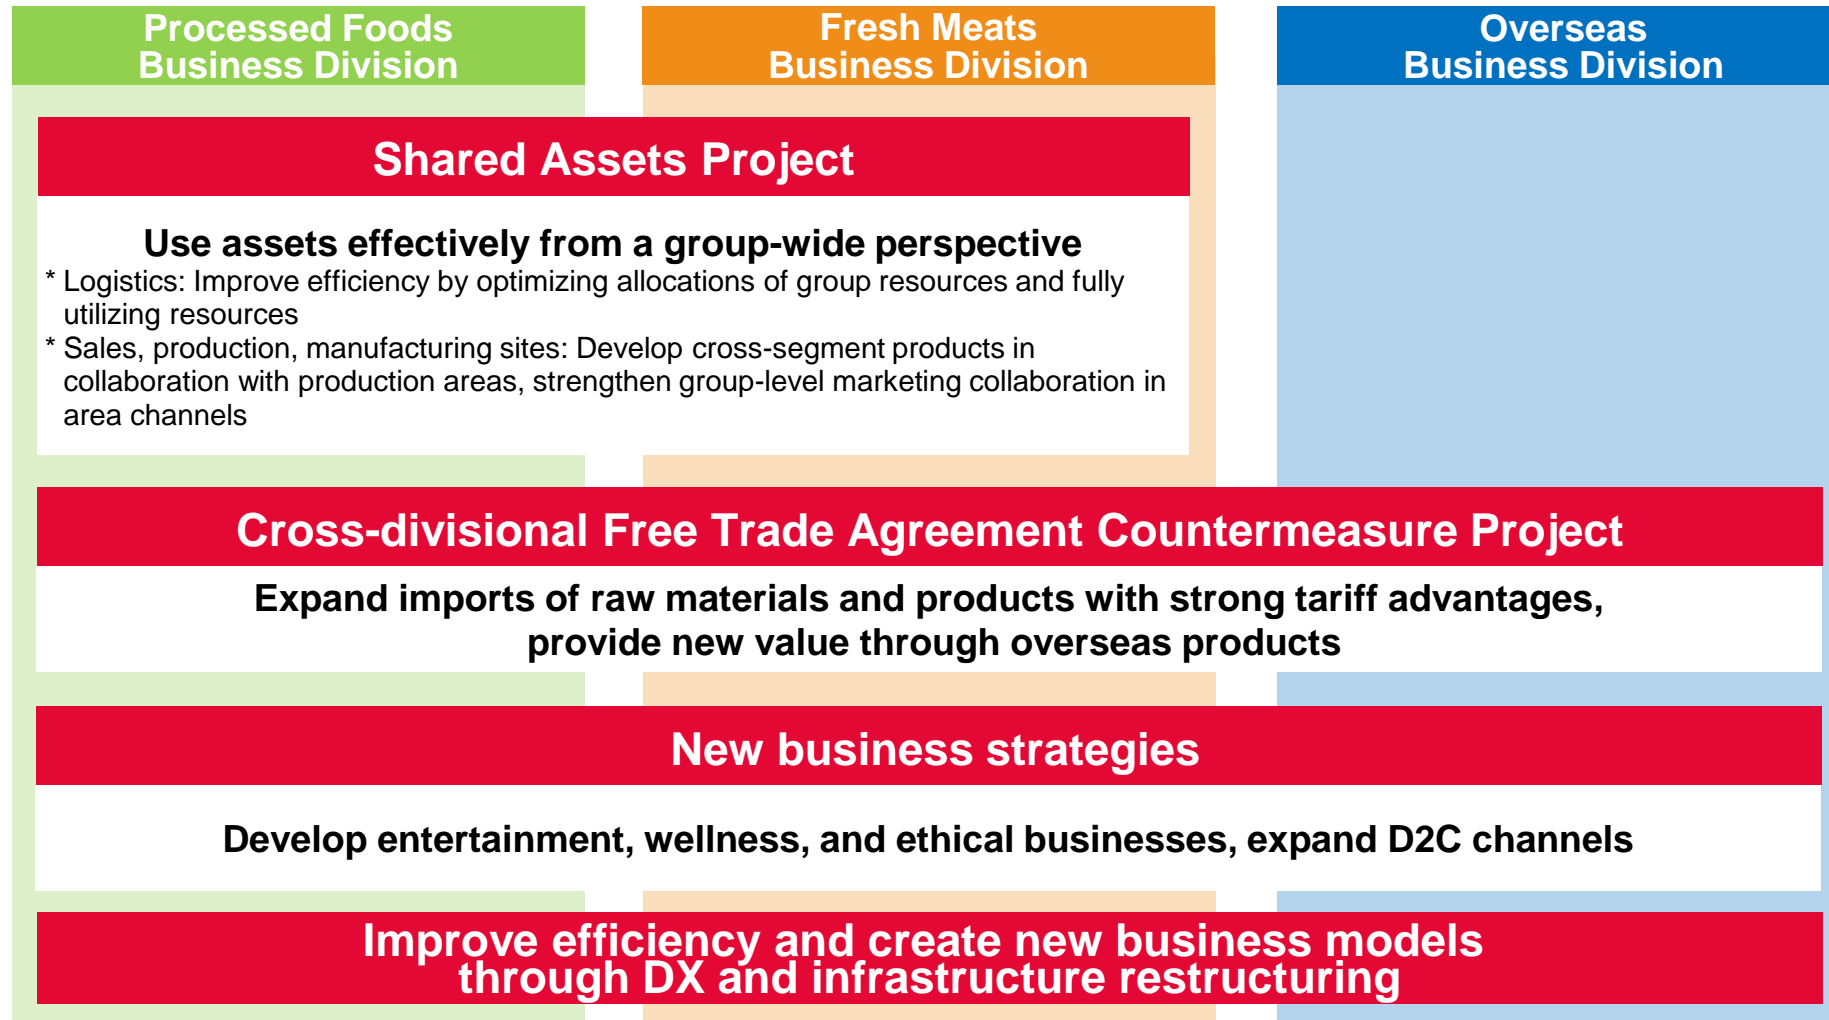 Processed Foods
Business Division
Fresh Meats
Business Division
Overseas
Business Division
Shared Assets Project
Use assets effectively from a group-wide perspective
* Logistics: Improve efficiency by optimizing allocations of group resources and fully
utilizing resources
* Sales, production, manufacturing sites: Develop cross-segment products in
collaboration with production areas, strengthen group-level marketing collaboration in
area channels
Cross-divisional Free Trade Agreement Countermeasure Project
Expand imports of raw materials and products with strong tariff advantages,
provide new value through overseas products
New business strategies
Develop entertainment, wellness, and ethical businesses, expand D2C channels
Improve efficiency and create new business models
through DX and infrastructure restructuring